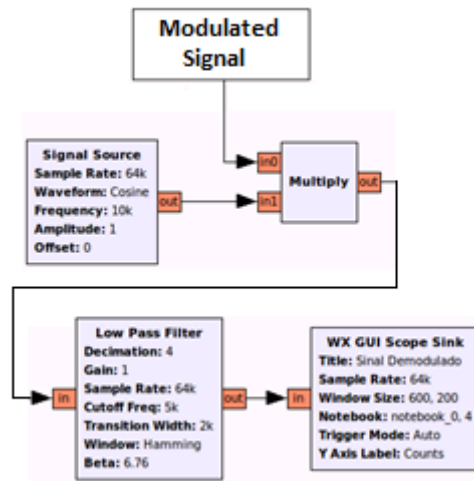 Modulated
Signal
Signal Source
Sample Rate: 64k
Waveform: Cosine
Frequency: 10k
Amplitude: 1
Offset: 0
out
in0
in1
Multiply
out
Low Pass Filter
Decimation: 4
Gain: 1
Sample Rate: 64k
Cutoff Freq: 5k
Transition Width: 2k
Window: Hamming
Beta: 6.76
in
out
WX GUI Scope Sink
Title: Sinal Demodulado
Sample Rate: 64k
Window Size: 600, 200
Notebook: notebook_0, 4
Trigger Mode: Auto
Y Axis Label: Counts
in